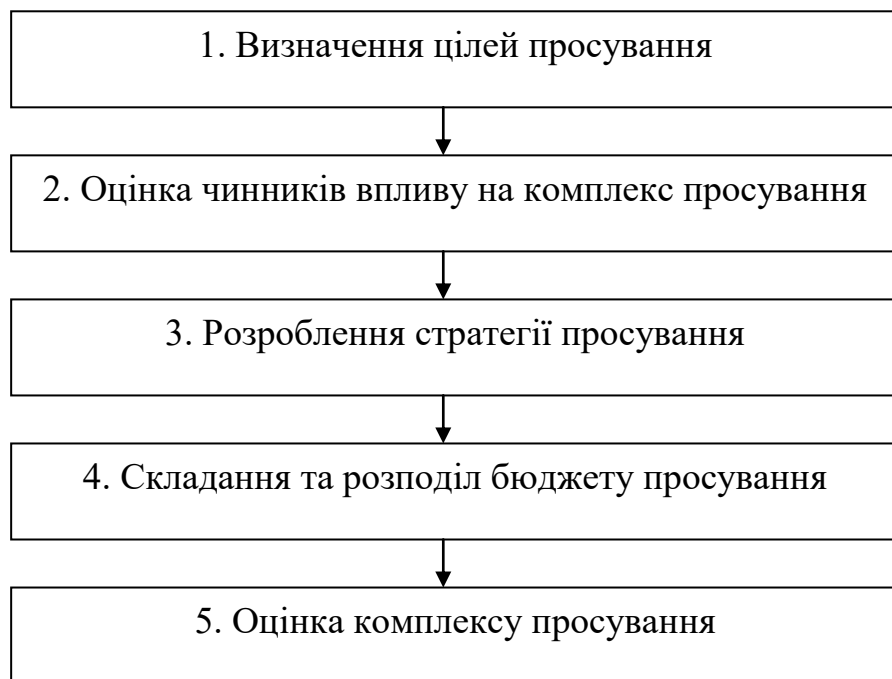 1. Визначення цілей просування
2. Оцінка чинників впливу на комплекс просування
3. Розроблення стратегії просування
4. Складання та розподіл бюджету просування
5. Оцінка комплексу просування